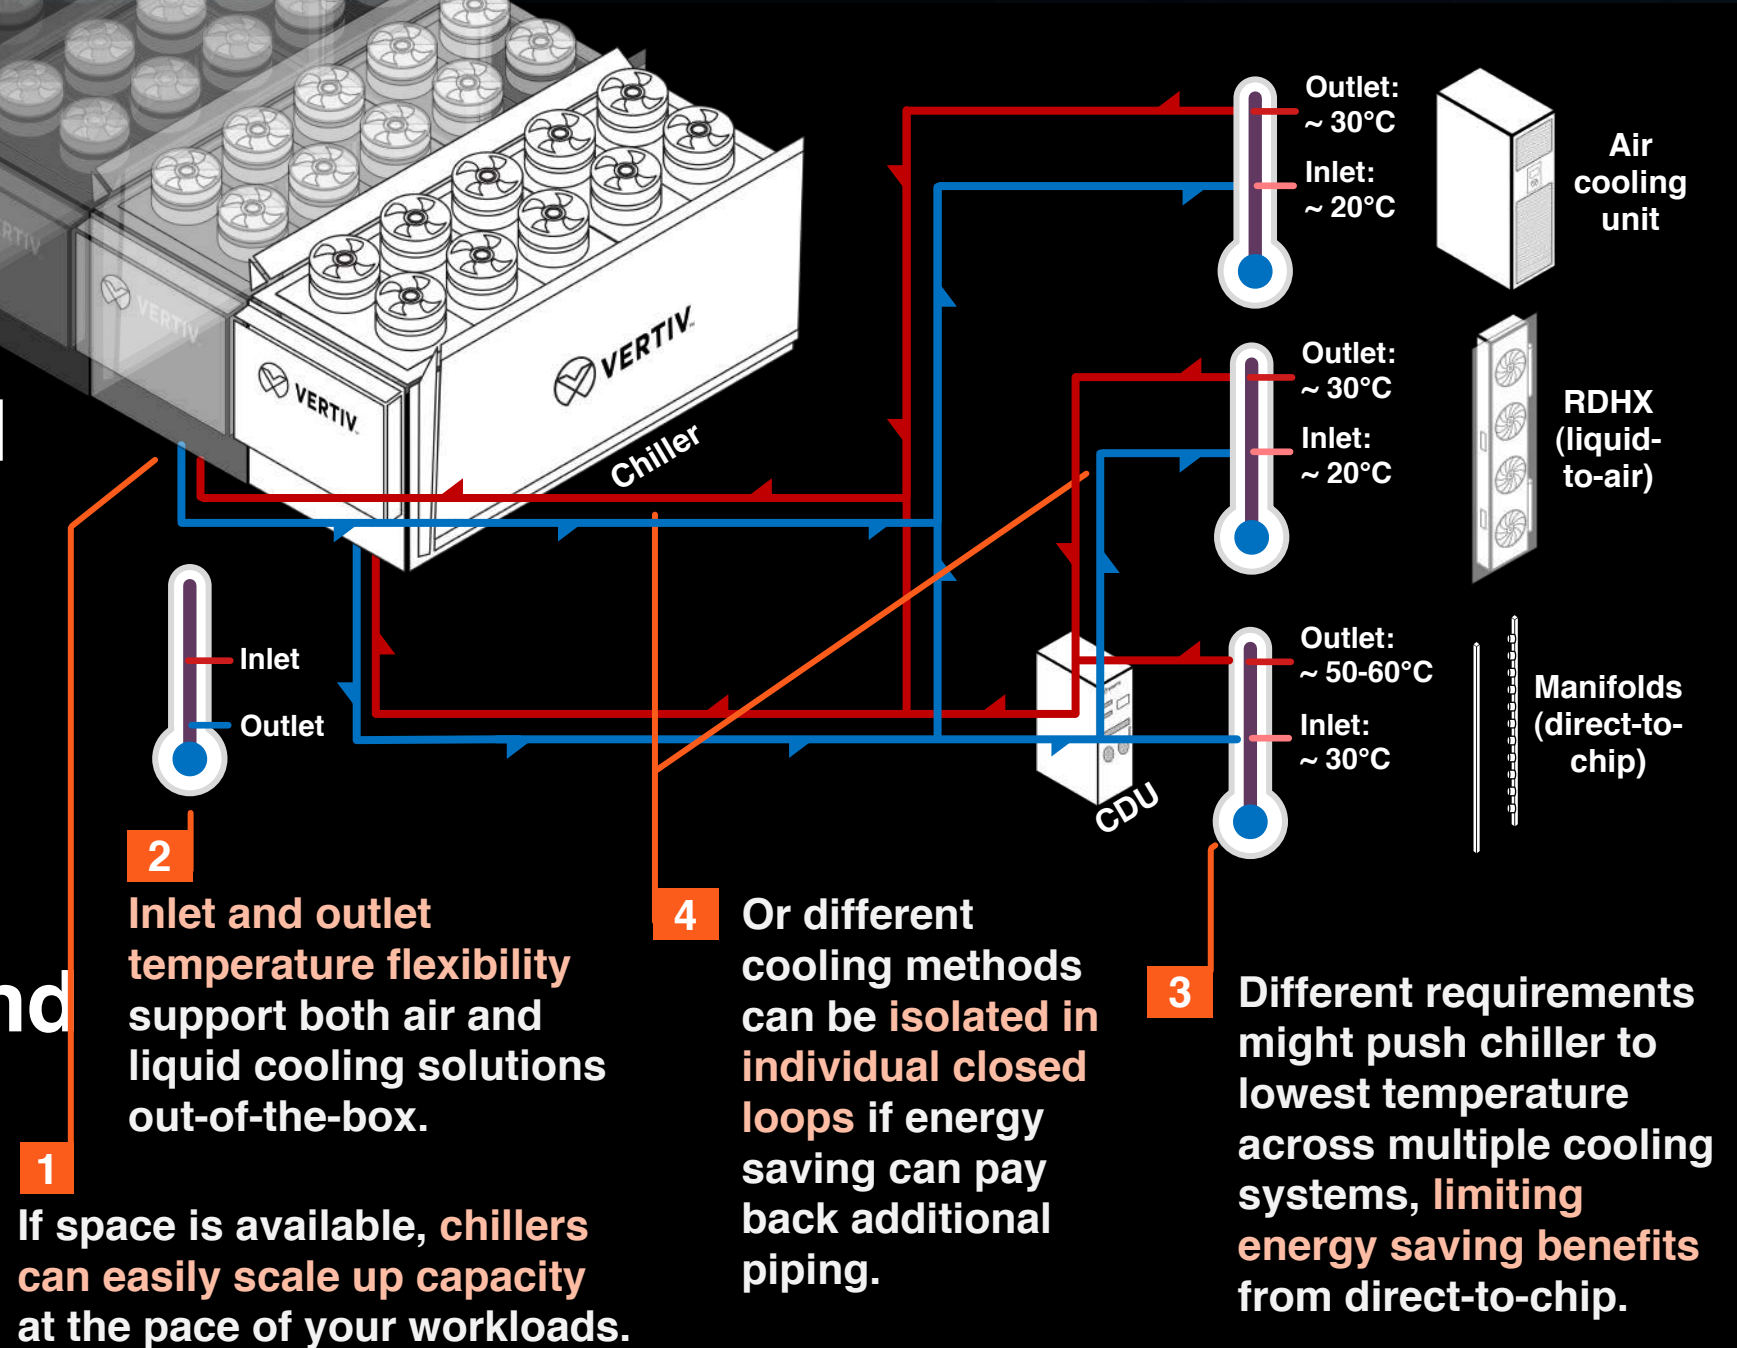 VERTIV
VERTIV
VERTIV
Chiller
Outlet:
~ 30°C
Inlet:
~ 20°C
Air
cooling
unit
Outlet:
~ 30°C
Inlet:
~ 20°C
RDHX
(liquid-
to-air)
Outlet:
~ 50-60°C
Inlet:
~ 30°C
Manifolds
(direct-to-
chip)
CDU
Inlet
Outlet
2
Inlet and outlet
temperature flexibility
support both air and
liquid cooling solutions
out-of-the-box.
4
Or different
cooling methods
can be isolated in
individual closed
loops if energy
saving can pay
back additional
piping.
3
Different requirements
might push chiller to
lowest temperature
across multiple cooling
systems, limiting
energy saving benefits
from direct-to-chip.
1
If space is available, chillers
can easily scale up capacity
at the pace of your workloads.